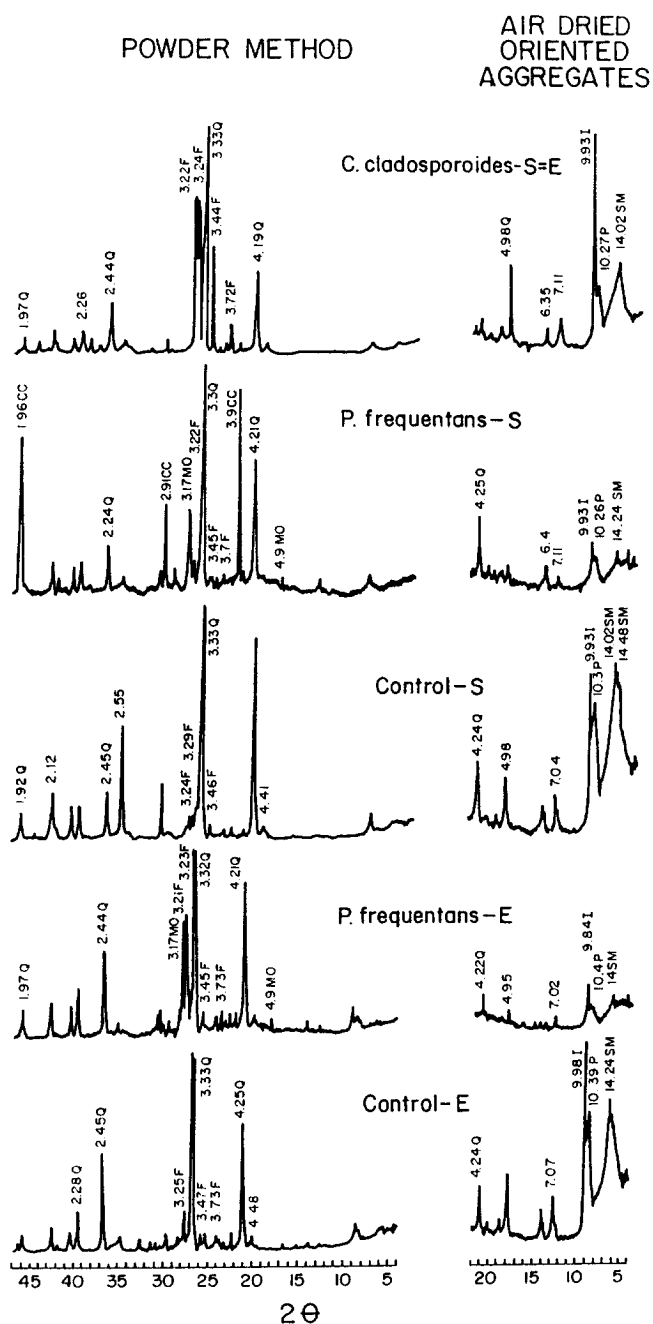 POWDER METHOD
AIR DRIED
ORIENTED
AGGREGATES
C. cladosporoides-S=E
1.97Q
2.26
2.44Q
3.22F
3.24F
3.33Q
3.44F
3.72F
4.19Q
4.98Q
6.35
7.11
9.93I
10.27P
14.02SM
P. frequentans-S
1.96CC
2.24Q
2.91CC
3.17MO
3.22F
3.3Q
3.45F
3.7F
3.9CC
4.21Q
4.9MO
4.25Q
6.4
7.11
9.93I
10.26P
14.24 SM
Control-S
1.92Q
2.12
2.45Q
2.55
3.24F
3.29F
3.33Q
3.46F
4.41
4.24Q
4.98
7.04
9.93I
10.3P
14.02SM
14.48SM
P. frequentans-E
1.97Q
2.44Q
3.17MO
3.21F
3.23F
3.32Q
3.45F
3.73F
4.21Q
4.9MO
4.22Q
4.95
7.02
9.84I
10.4P
14SM
Control-E
2.28Q
2.45Q
3.25F
3.33Q
3.47F
3.73F
4.25Q
4.48
4.24Q
7.07
9.98I
10.39P
14.24SM
45 40 35 30 25 20 15 10 5 4
20 15 10 5
2θ